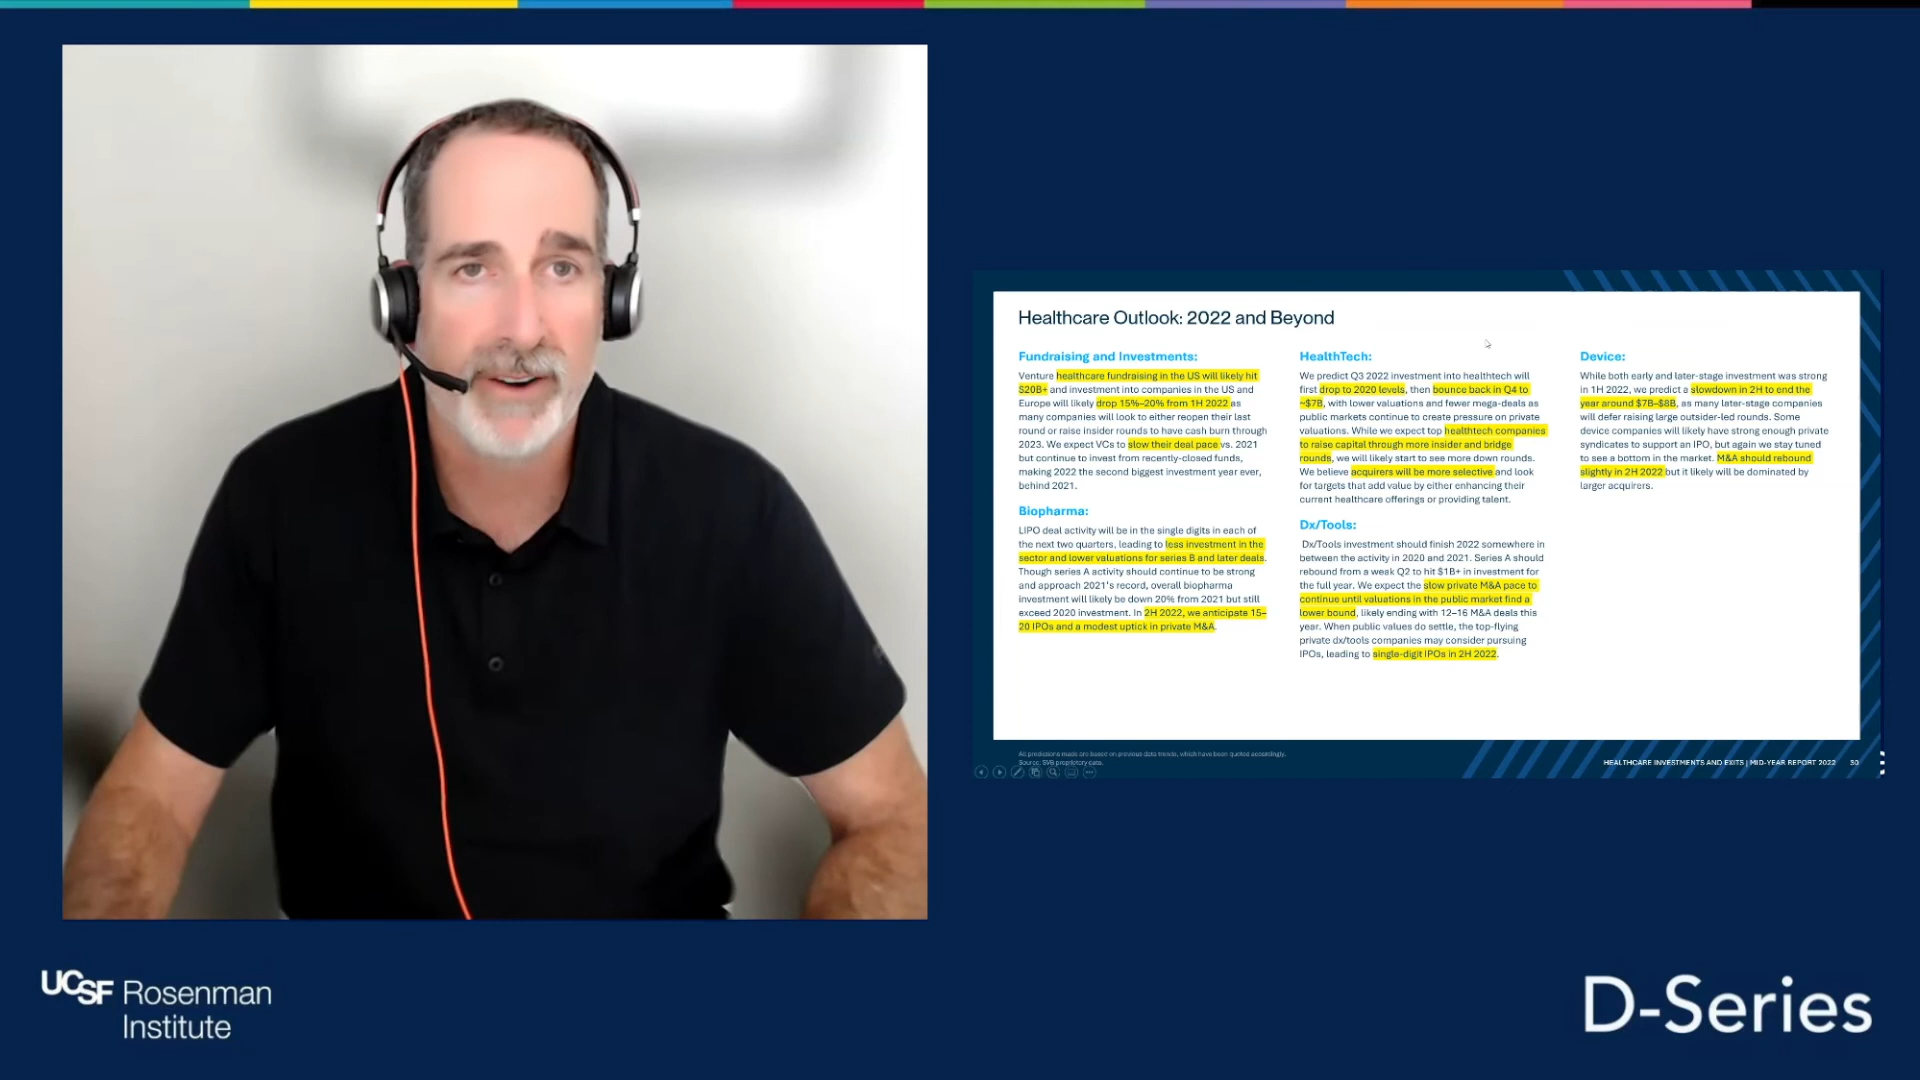 Healthcare Outlook: 2022 and Beyond
Fundraising and Investments:
Venture healthcare fundraising in the US will likely hit
$20B+ and investment into companies in the US and
Europe will likely drop 15%–20% from 1H 2022 as
many companies will look to either reopen their last
round or raise insider rounds to have cash burn through
2023. We expect VCs to slow their deal pace vs. 2021
but continue to invest from recently-closed funds,
making 2022 the second biggest investment year ever,
behind 2021.
Biopharma:
LIPO deal activity will be in the single digits in each of
the next two quarters, leading to less investment in the
sector and lower valuations for series B and later deals.
Though series A activity should continue to be strong
and approach 2021's record, overall biopharma
investment will likely be down 20% from 2021 but still
exceed 2020 investment. In 2H 2022, we anticipate 15–
20 IPOs and a modest uptick in private M&A.
HealthTech:
We predict Q3 2022 investment into healthtech will
first drop to 2020 levels, then bounce back in Q4 to
~$7B, with lower valuations and fewer mega-deals as
public markets continue to create pressure on private
valuations. While we expect top healthtech companies
to raise capital through more insider and bridge
rounds, we will likely start to see more down rounds.
We believe acquirers will be more selective and look
for targets that add value by either enhancing their
current healthcare offerings or providing talent.
Dx/Tools:
Dx/Tools investment should finish 2022 somewhere in
between the activity in 2020 and 2021. Series A should
rebound from a weak Q2 to hit $1B+ in investment for
the full year. We expect the slow private M&A pace to
continue until valuations in the public market find a
lower bound, likely ending with 12–16 M&A deals this
year. When public values do settle, the top-flying
private dx/tools companies may consider pursuing
IPOs, leading to single-digit IPOs in 2H 2022.
Device:
While both early and later-stage investment was strong
in 1H 2022, we predict a slowdown in 2H to end the
year around $7B–$8B, as many later-stage companies
will defer raising large outsider-led rounds. Some
device companies will likely have strong enough private
syndicates to support an IPO, but again we stay tuned
to see a bottom in the market. M&A should rebound
slightly in 2H 2022 but it likely will be dominated by
larger acquirers.
All predictions made are based on previous data trends, which have been quoted accordingly.
Source: SVB proprietary data.
HEALTHCARE INVESTMENTS AND EXITS | MID-YEAR REPORT 2022 30
UCSF Rosenman
Institute
D-Series